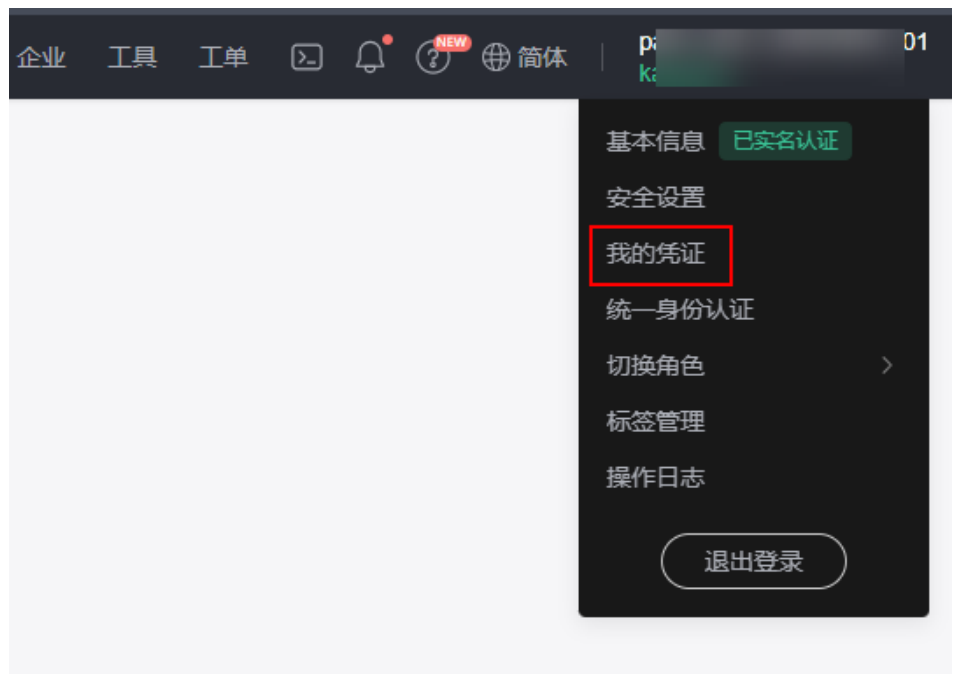 企业 工具 工单 NEW 简体
01
基本信息 已实名认证
安全设置
我的凭证
统一身份认证
切换角色
标签管理
操作日志
退出登录